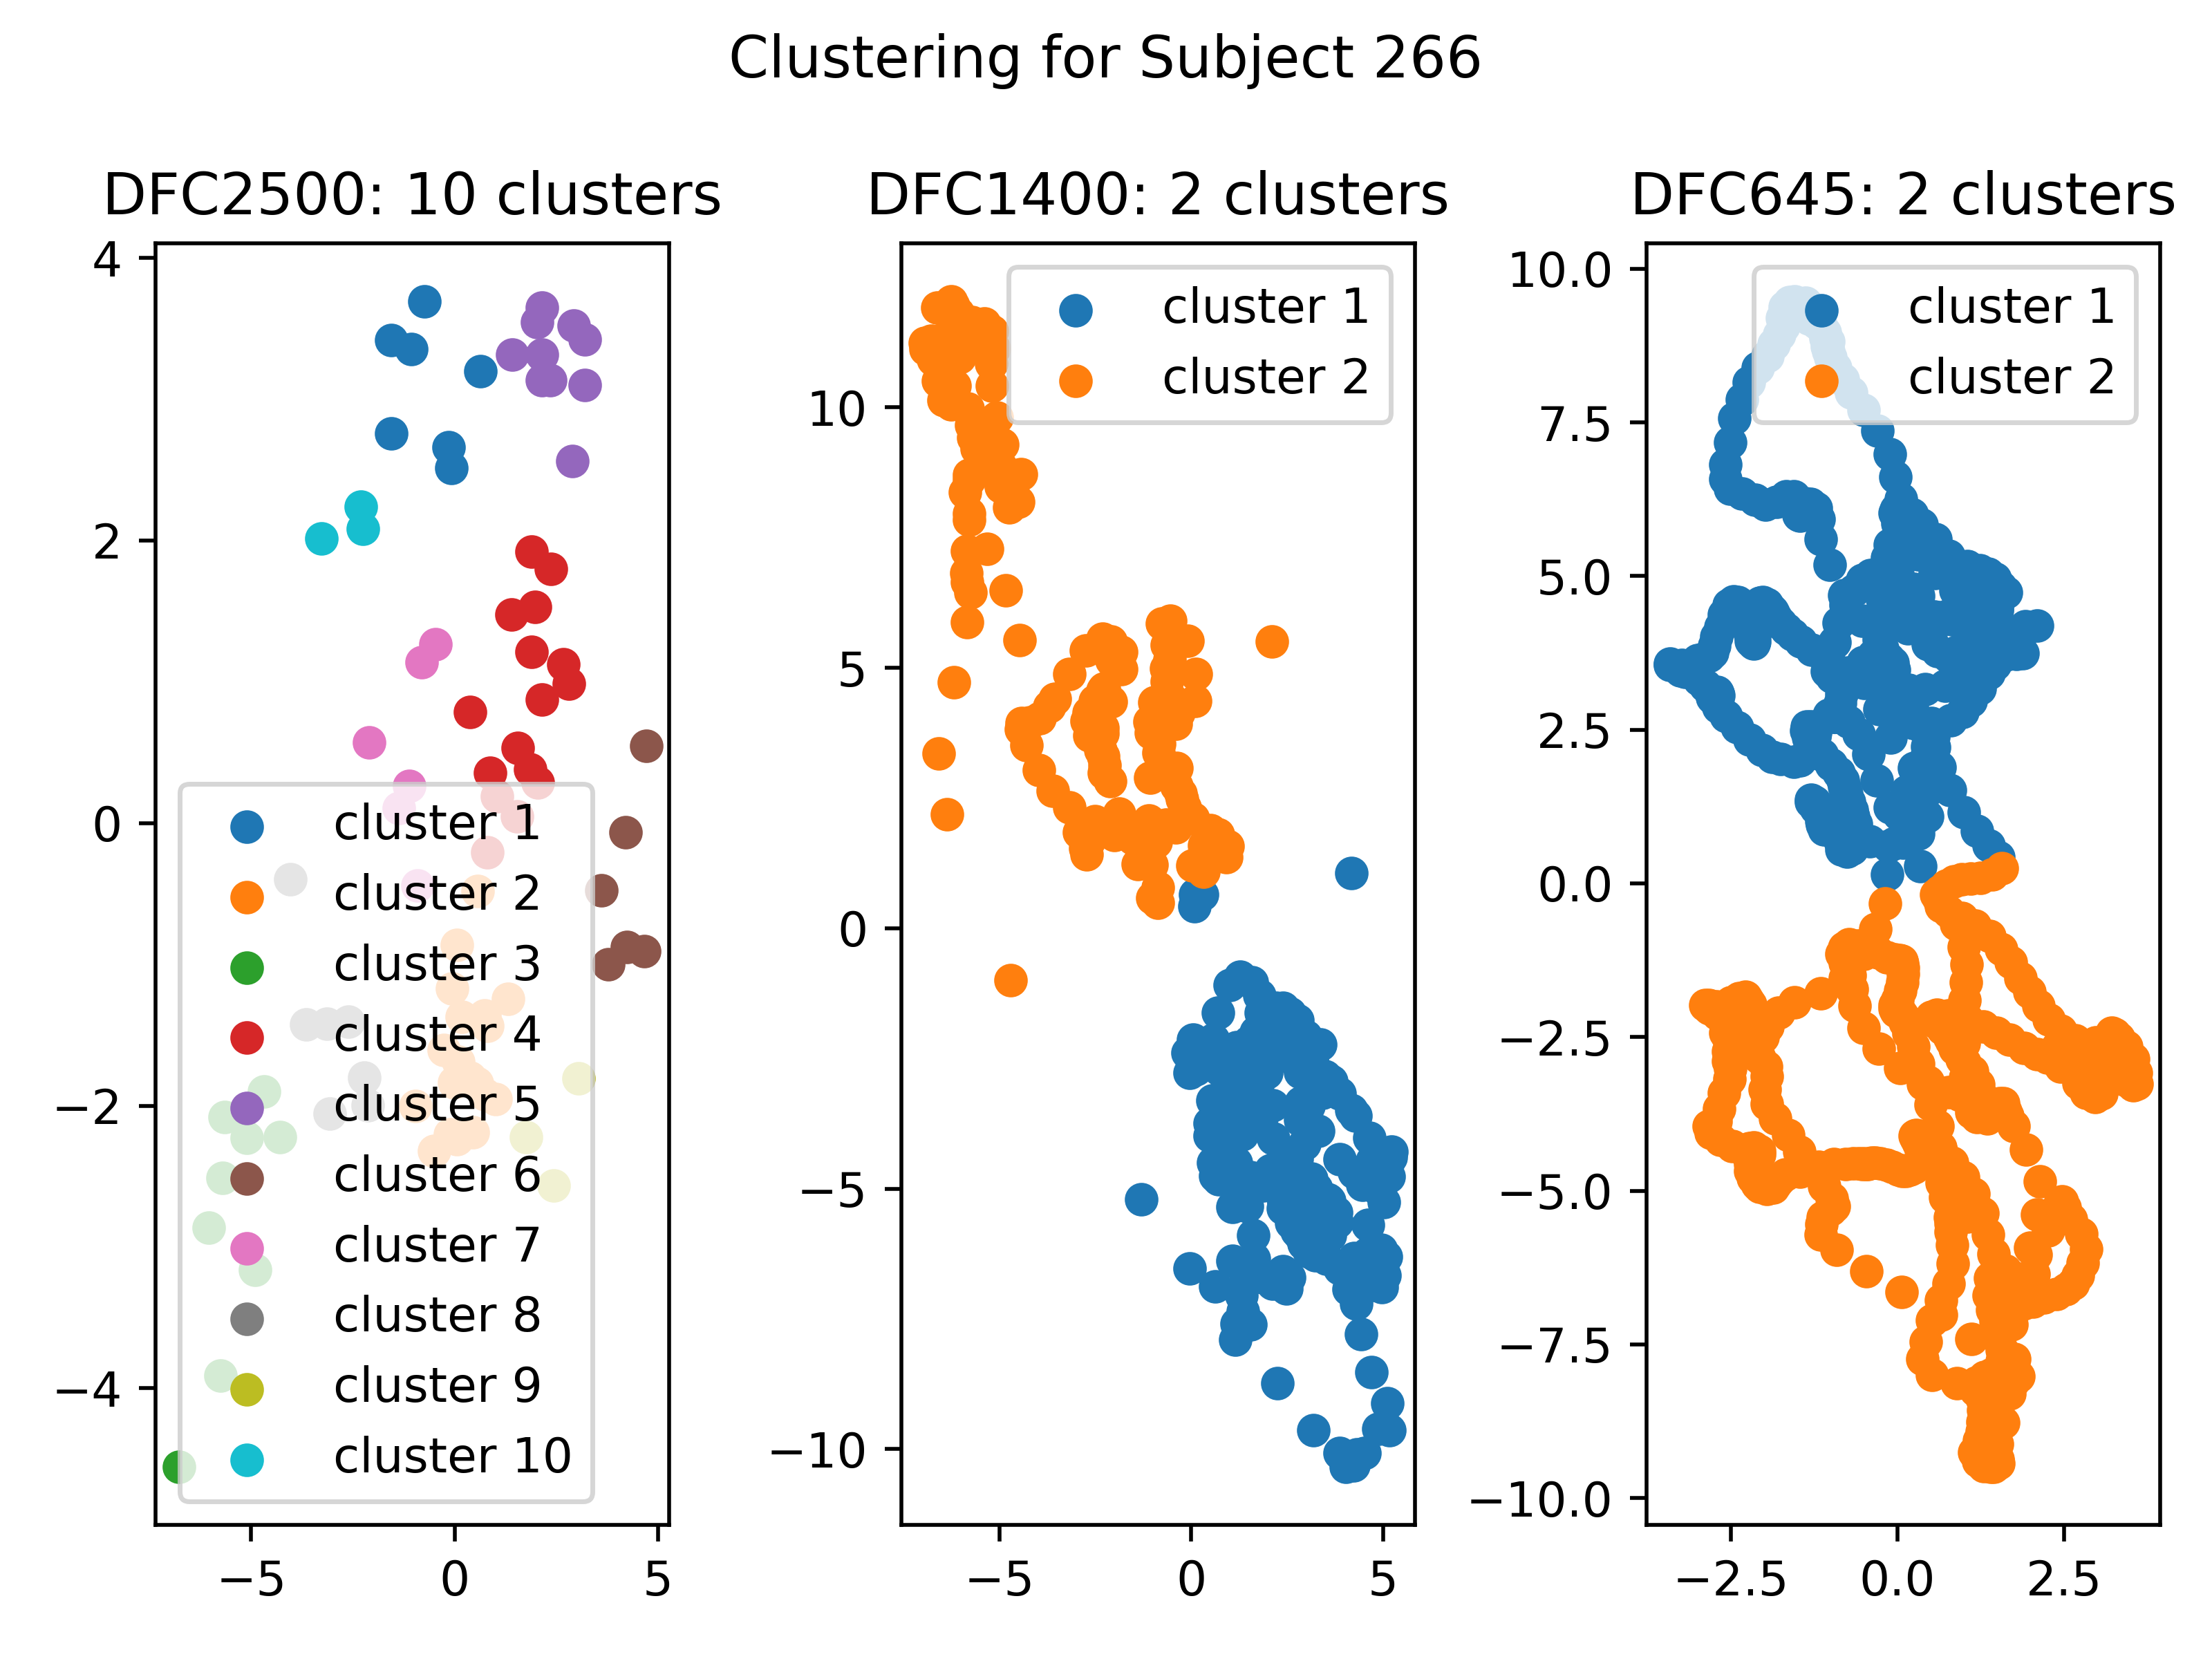 Clustering for Subject 266
DFC2500: 10 clusters
4
2
0
−2
−4
−5
0
5
cluster 1
cluster 2
cluster 3
cluster 4
cluster 5
cluster 6
cluster 7
cluster 8
cluster 9
cluster 10
DFC1400: 2 clusters
10
5
0
−5
−10
−5
0
5
cluster 1
cluster 2
DFC645: 2 clusters
10.0
7.5
5.0
2.5
0.0
−2.5
−5.0
−7.5
−10.0
−2.5
0.0
2.5
cluster 1
cluster 2